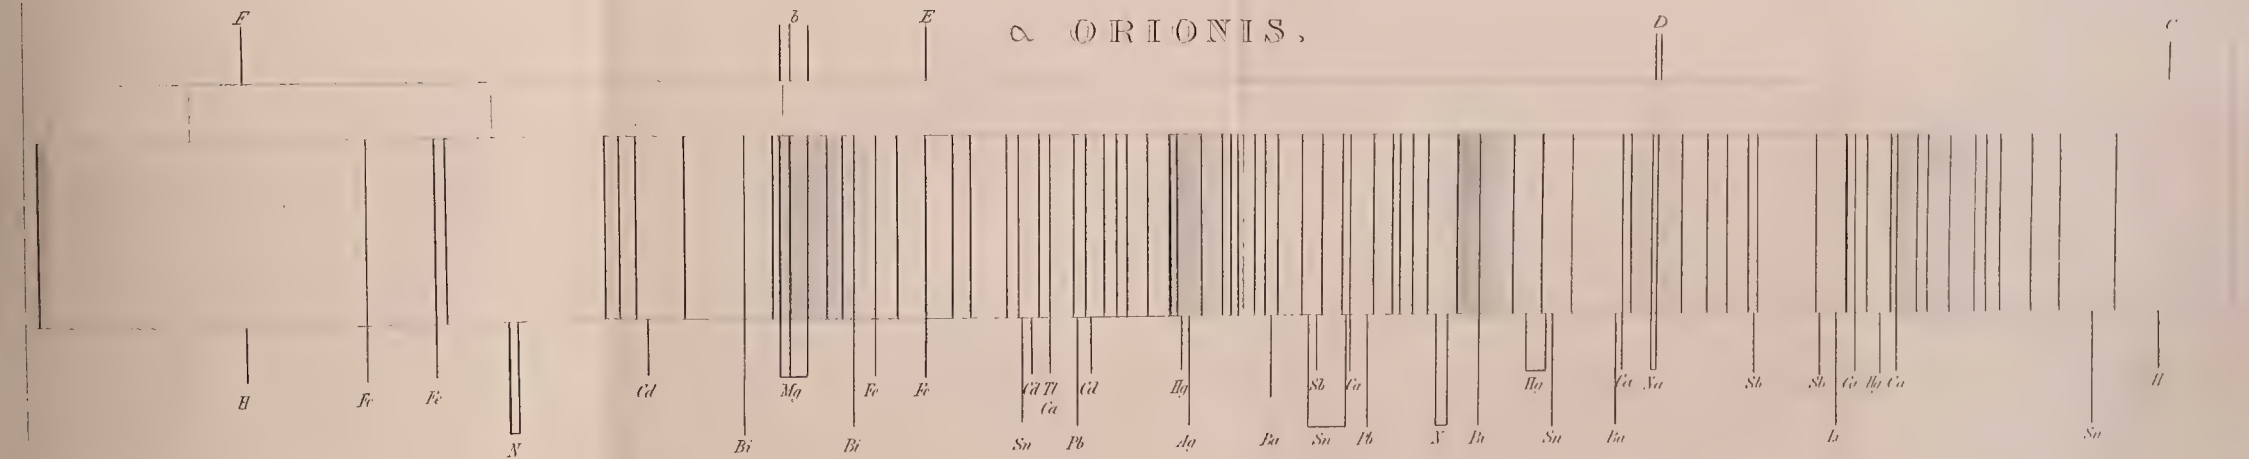 F b E α ORIONIS. D C
H Fe Fe Cd Mg Fe Fe Cd Tl Cd Hg Sb Ca Hg Ca Na Sb Sb Ca Hg Ca H
Ca
N Bi Bi Sn Pb Ag Ba Sn Pb N Bi Sn Ba Li Sn